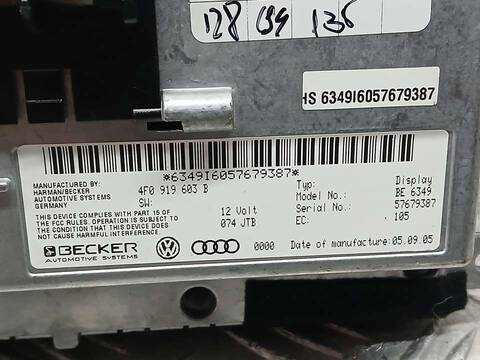 128 94 136
HS 6349I6057679387
*6349I6057679387*
MANUFACTURED BY:
HARMAN/BECKER
AUTOMOTIVE SYSTEMS
GERMANY
4F0 919 603 B
SW:
Typ: Display
Model No.: BE 6349
Serial No.: 57679387
EC: 105
THIS DEVICE COMPLIES WITH PART 15 OF
THE FCC RULES. OPERATION IS SUBJECT
TO THE CONDITION THAT THIS DEVICE
DOES NOT CAUSE HARMFUL INTERFERENCE
12 Volt
074 JTB
BECKER
AUTOMOTIVE SYSTEMS
0000
Date of manufacture: 05.09.05